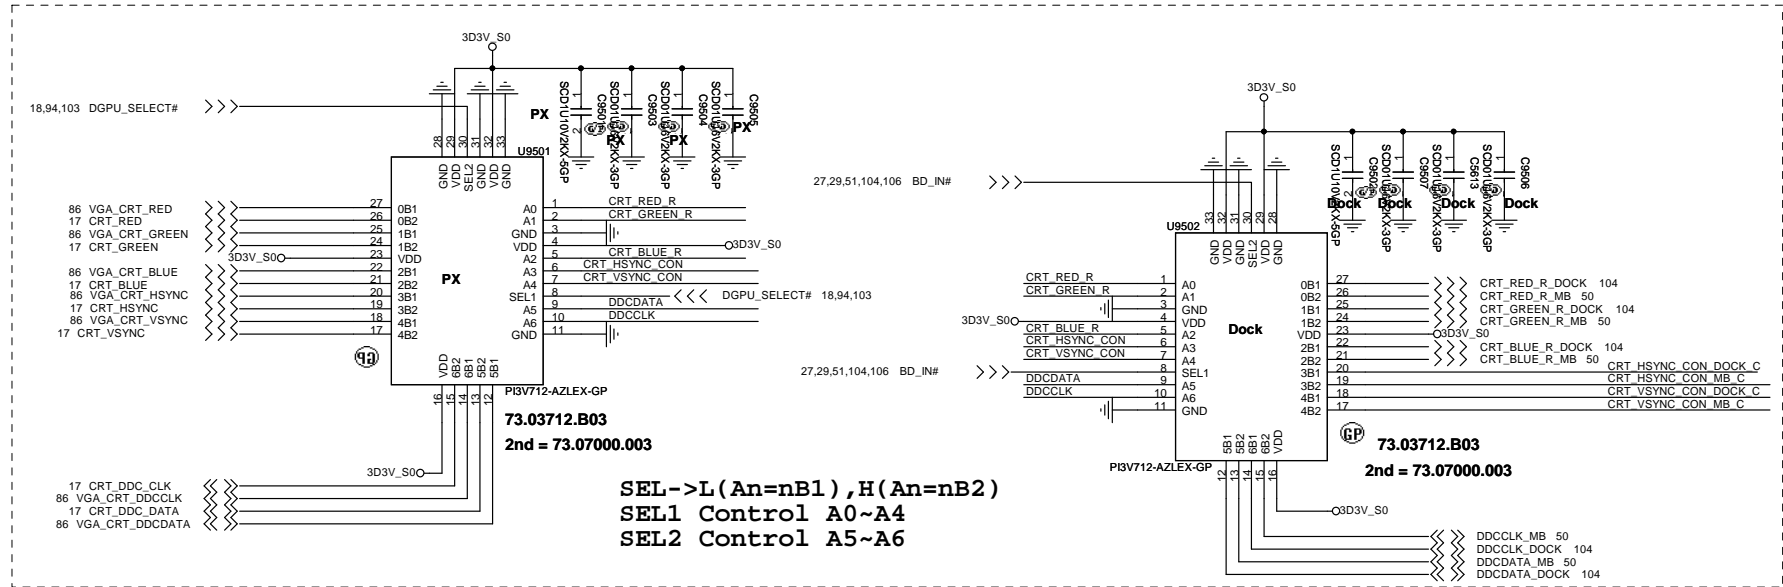 3D3V_S0
18,94,103 DGPU_SELECT#
PX
SCD1U10V2KX-5GP
C9501
C9503
C9504
C9505
PX
PX
PX
1
1
1
1
2
28
29
30
31
32
33
U9501
GND
VDD
SEL2
GND
VDD
GND
86 VGA_CRT_RED
17 CRT_RED
86 VGA_CRT_GREEN
17 CRT_GREEN
3D3V_S0
86 VGA_CRT_BLUE
17 CRT_BLUE
86 VGA_CRT_HSYNC
17 CRT_HSYNC
86 VGA_CRT_VSYNC
17 CRT_VSYNC
27 0B1
26 0B2
25 1B1
24 1B2
23 VDD
22 2B1
21 2B2
20 3B1
19 3B2
18 4B1
17 4B2
PX
A0 1 CRT_RED_R
A1 2 CRT_GREEN_R
GND 3
VDD 4 3D3V_S0
A2 5 CRT_BLUE_R
A3 6 CRT_HSYNC_CON
A4 7 CRT_VSYNC_CON
SEL1 8 DGPU_SELECT# 18,94,103
A5 9 DDCDATA
A6 10 DDCCLK
GND 11
GP
VDD
6B2
6B1
5B2
5B1
16
15
14
13
12
PI3V712-AZLEX-GP
73.03712.B03
2nd = 73.07000.003
3D3V_S0
17 CRT_DDC_CLK
86 VGA_CRT_DDCCLK
17 CRT_DDC_DATA
86 VGA_CRT_DDCDATA
SEL->L(An=nB1),H(An=nB2)
SEL1 Control A0~A4
SEL2 Control A5~A6
3D3V_S0
27,29,51,104,106 BD_IN#
C9507
C5613
C9506
Dock
Dock
Dock
Dock
1
1
1
1
2
33
32
31
30
29
28
U9502
GND
VDD
GND
SEL2
VDD
GND
CRT_RED_R 1 A0
CRT_GREEN_R 2 A1
3 GND
3D3V_S0 4 VDD
CRT_BLUE_R 5 A2
CRT_HSYNC_CON 6 A3
CRT_VSYNC_CON 7 A4
27,29,51,104,106 BD_IN# 8 SEL1
DDCDATA 9 A5
DDCCLK 10 A6
11 GND
Dock
0B1 27 CRT_RED_R_DOCK 104
0B2 26 CRT_RED_R_MB 50
1B1 25 CRT_GREEN_R_DOCK 104
1B2 24 CRT_GREEN_R_MB 50
VDD 23 3D3V_S0
2B1 22 CRT_BLUE_R_DOCK 104
2B2 21 CRT_BLUE_R_MB 50
3B1 20 CRT_HSYNC_CON_DOCK_C
3B2 19 CRT_HSYNC_CON_MB_C
4B1 18 CRT_VSYNC_CON_DOCK_C
4B2 17 CRT_VSYNC_CON_MB_C
GP
5B1
5B2
6B1
6B2
VDD
12
13
14
15
16
PI3V712-AZLEX-GP
73.03712.B03
2nd = 73.07000.003
3D3V_S0
DDCCLK_MB 50
DDCCLK_DOCK 104
DDCDATA_MB 50
DDCDATA_DOCK 104